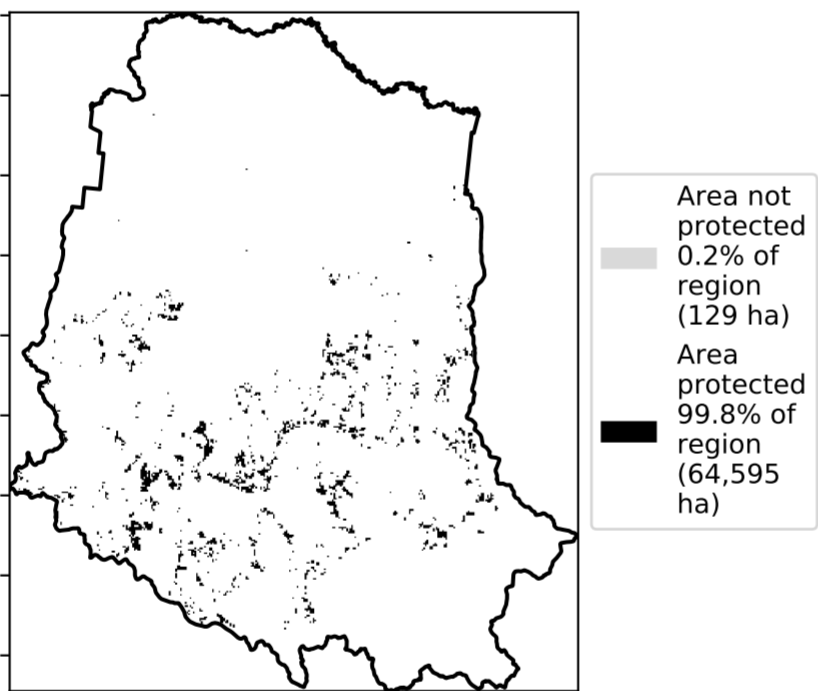 Area not
protected
0.2% of
region
(129 ha)
Area
protected
99.8% of
region
(64,595
ha)